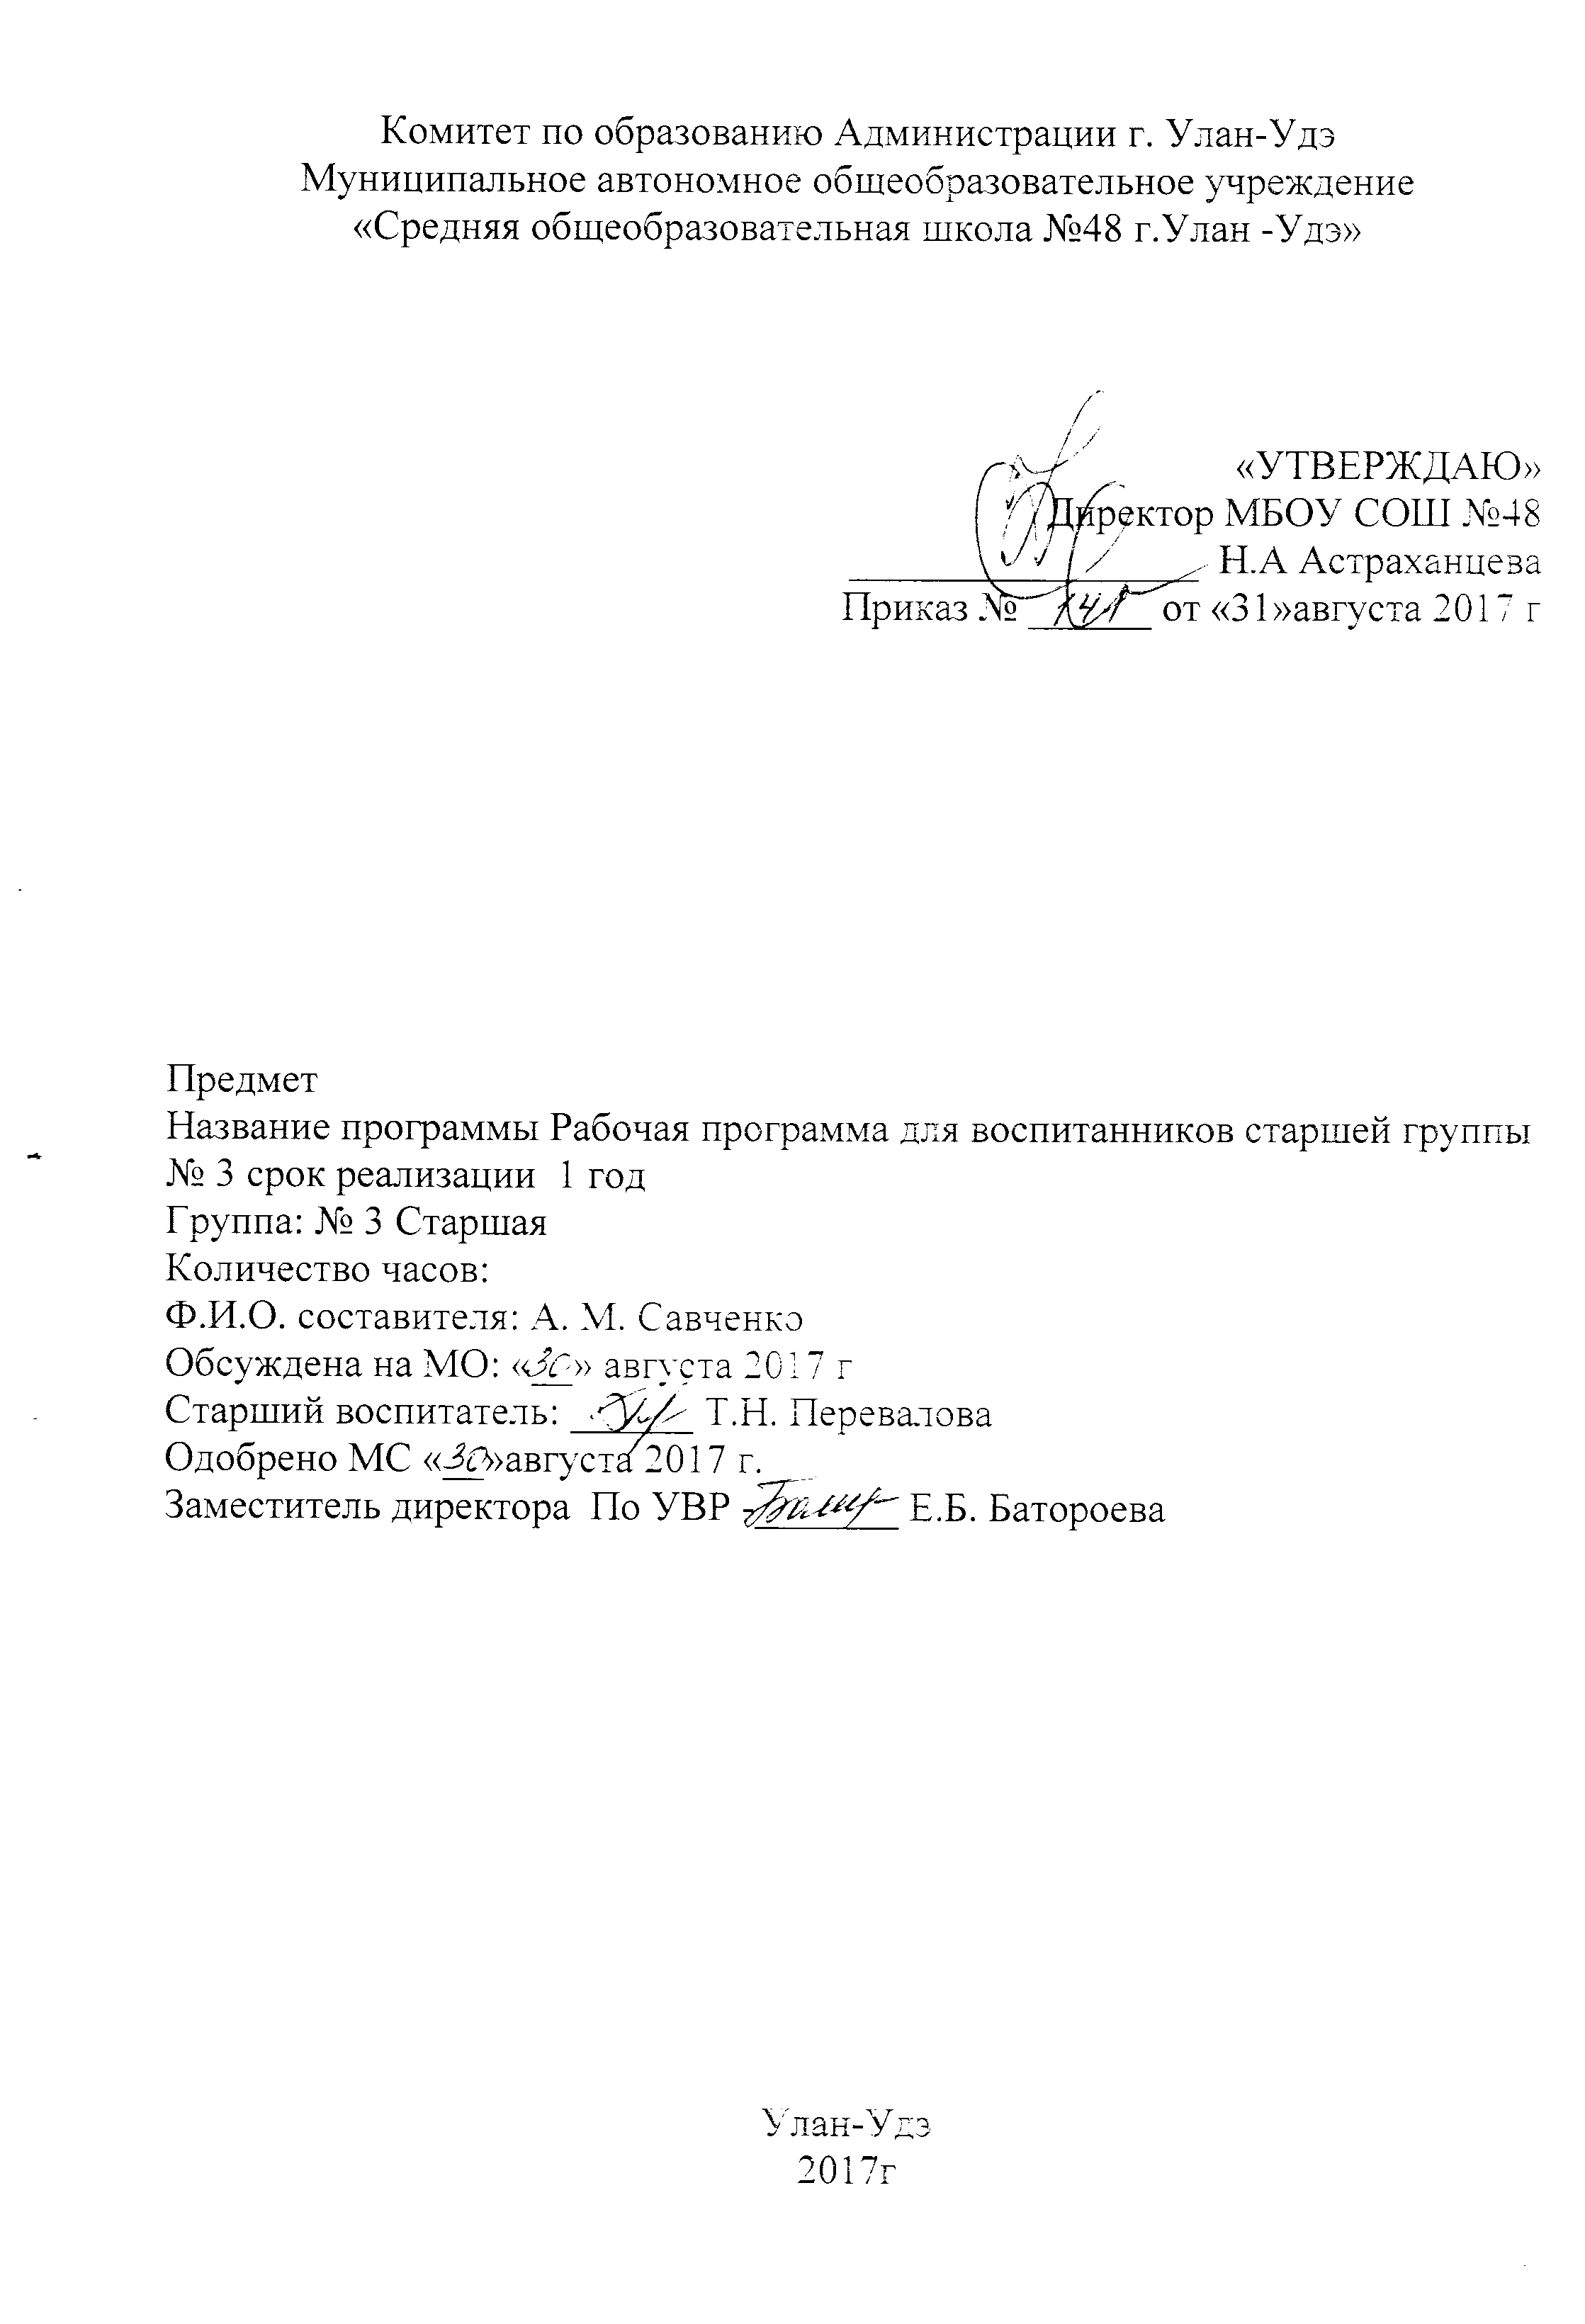 Комитет по образованию Администрации г. Улан-Удэ
Муниципальное автономное общеобразовательное учреждение
«Средняя общеобразовательная школа №48 г.Улан -Удэ»
«УТВЕРЖДАЮ»
Директор МБОУ СОШ №48
Н.А Астраханцева
Приказ № 141 от «31»августа 2017 г
Предмет
Название программы Рабочая программа для воспитанников старшей группы
№ 3 срок реализации 1 год
Группа: № 3 Старшая
Количество часов:
Ф.И.О. составителя: А. М. Савченко
Обсуждена на МО: «30» августа 2017 г
Старший воспитатель: Т.Н. Перевалова
Одобрено МС «30»августа 2017 г.
Заместитель директора По УВР Е.Б. Батороева
Улан-Удэ
2017г